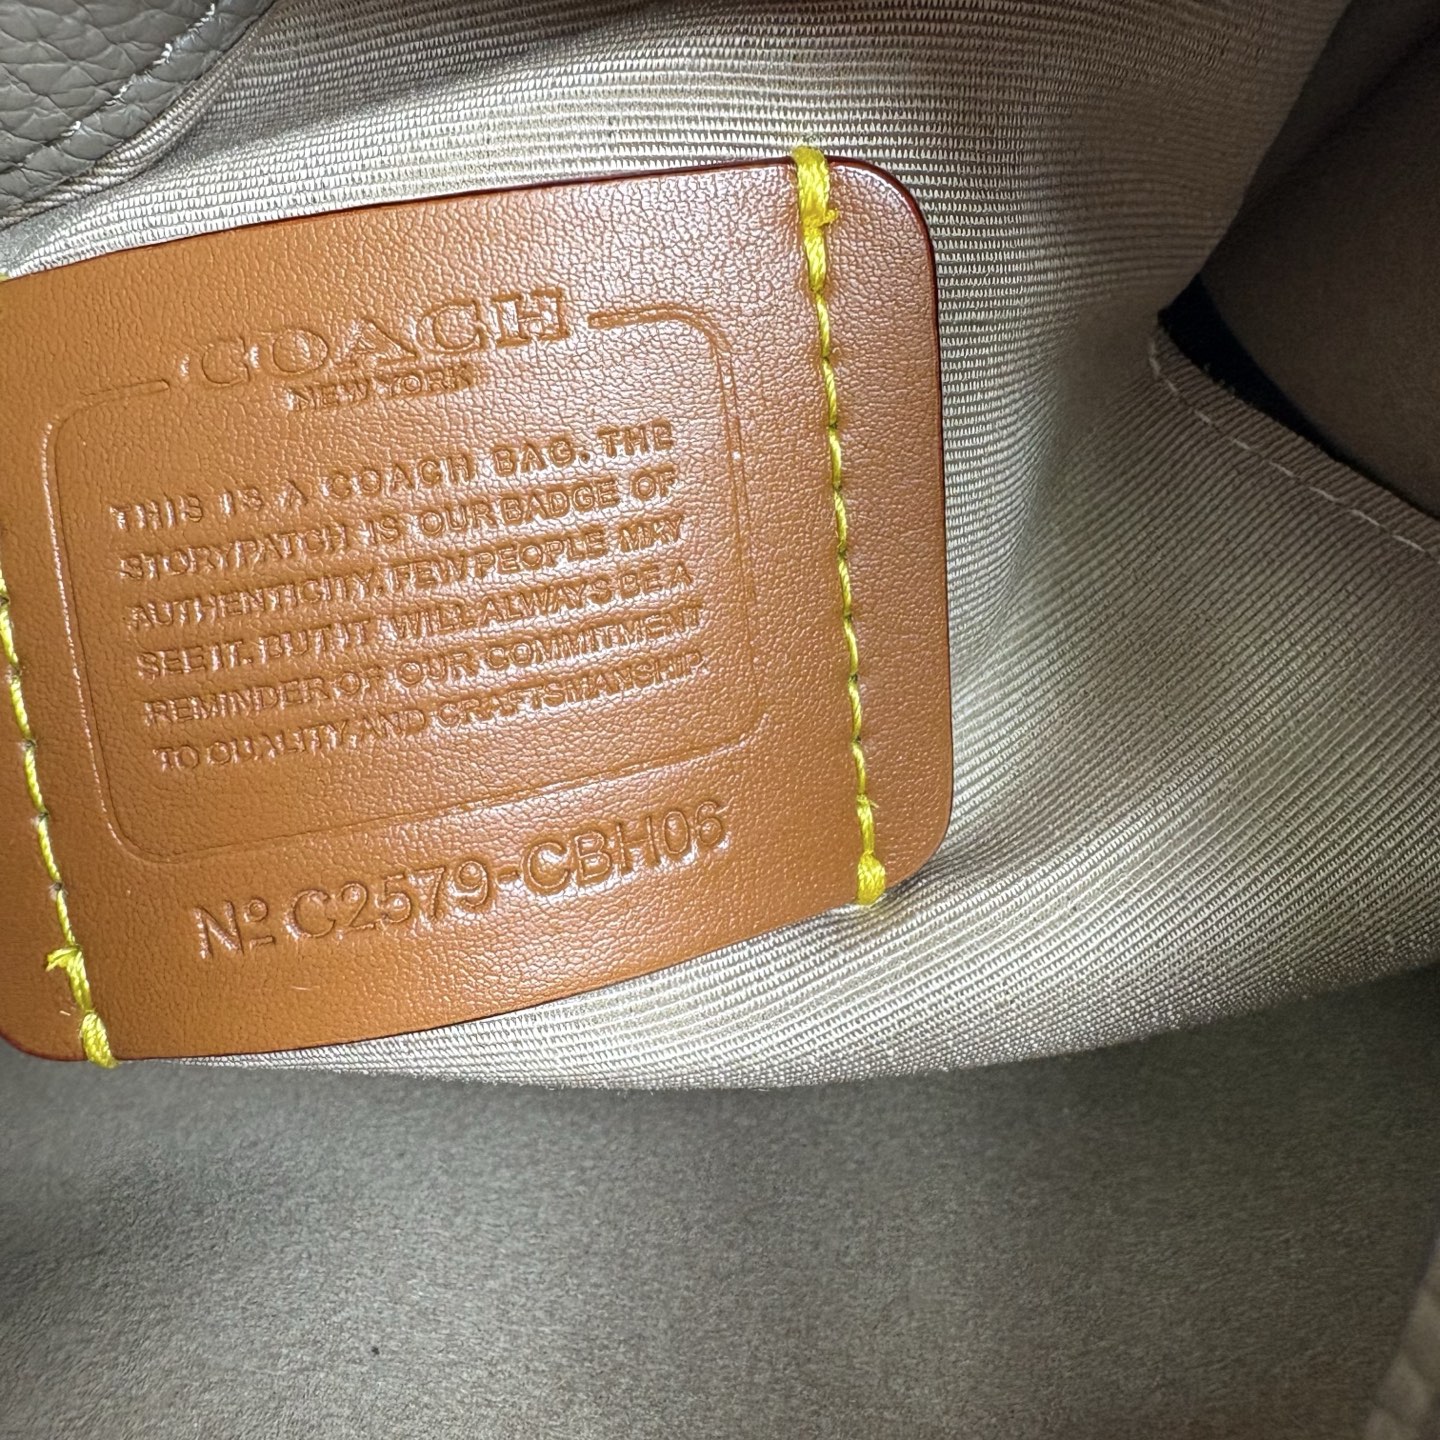 COACH
NEW YORK
THIS IS A COACH BAG. THE
STORYPATCH IS OUR BADGE OF
AUTHENTICITY. FEW PEOPLE MAY
SEE IT. BUT IT WILL ALWAYS BE A
REMINDER OF OUR COMMITMENT
TO QUALITY AND CRAFTSMANSHIP.
Nº C2579-CBH06